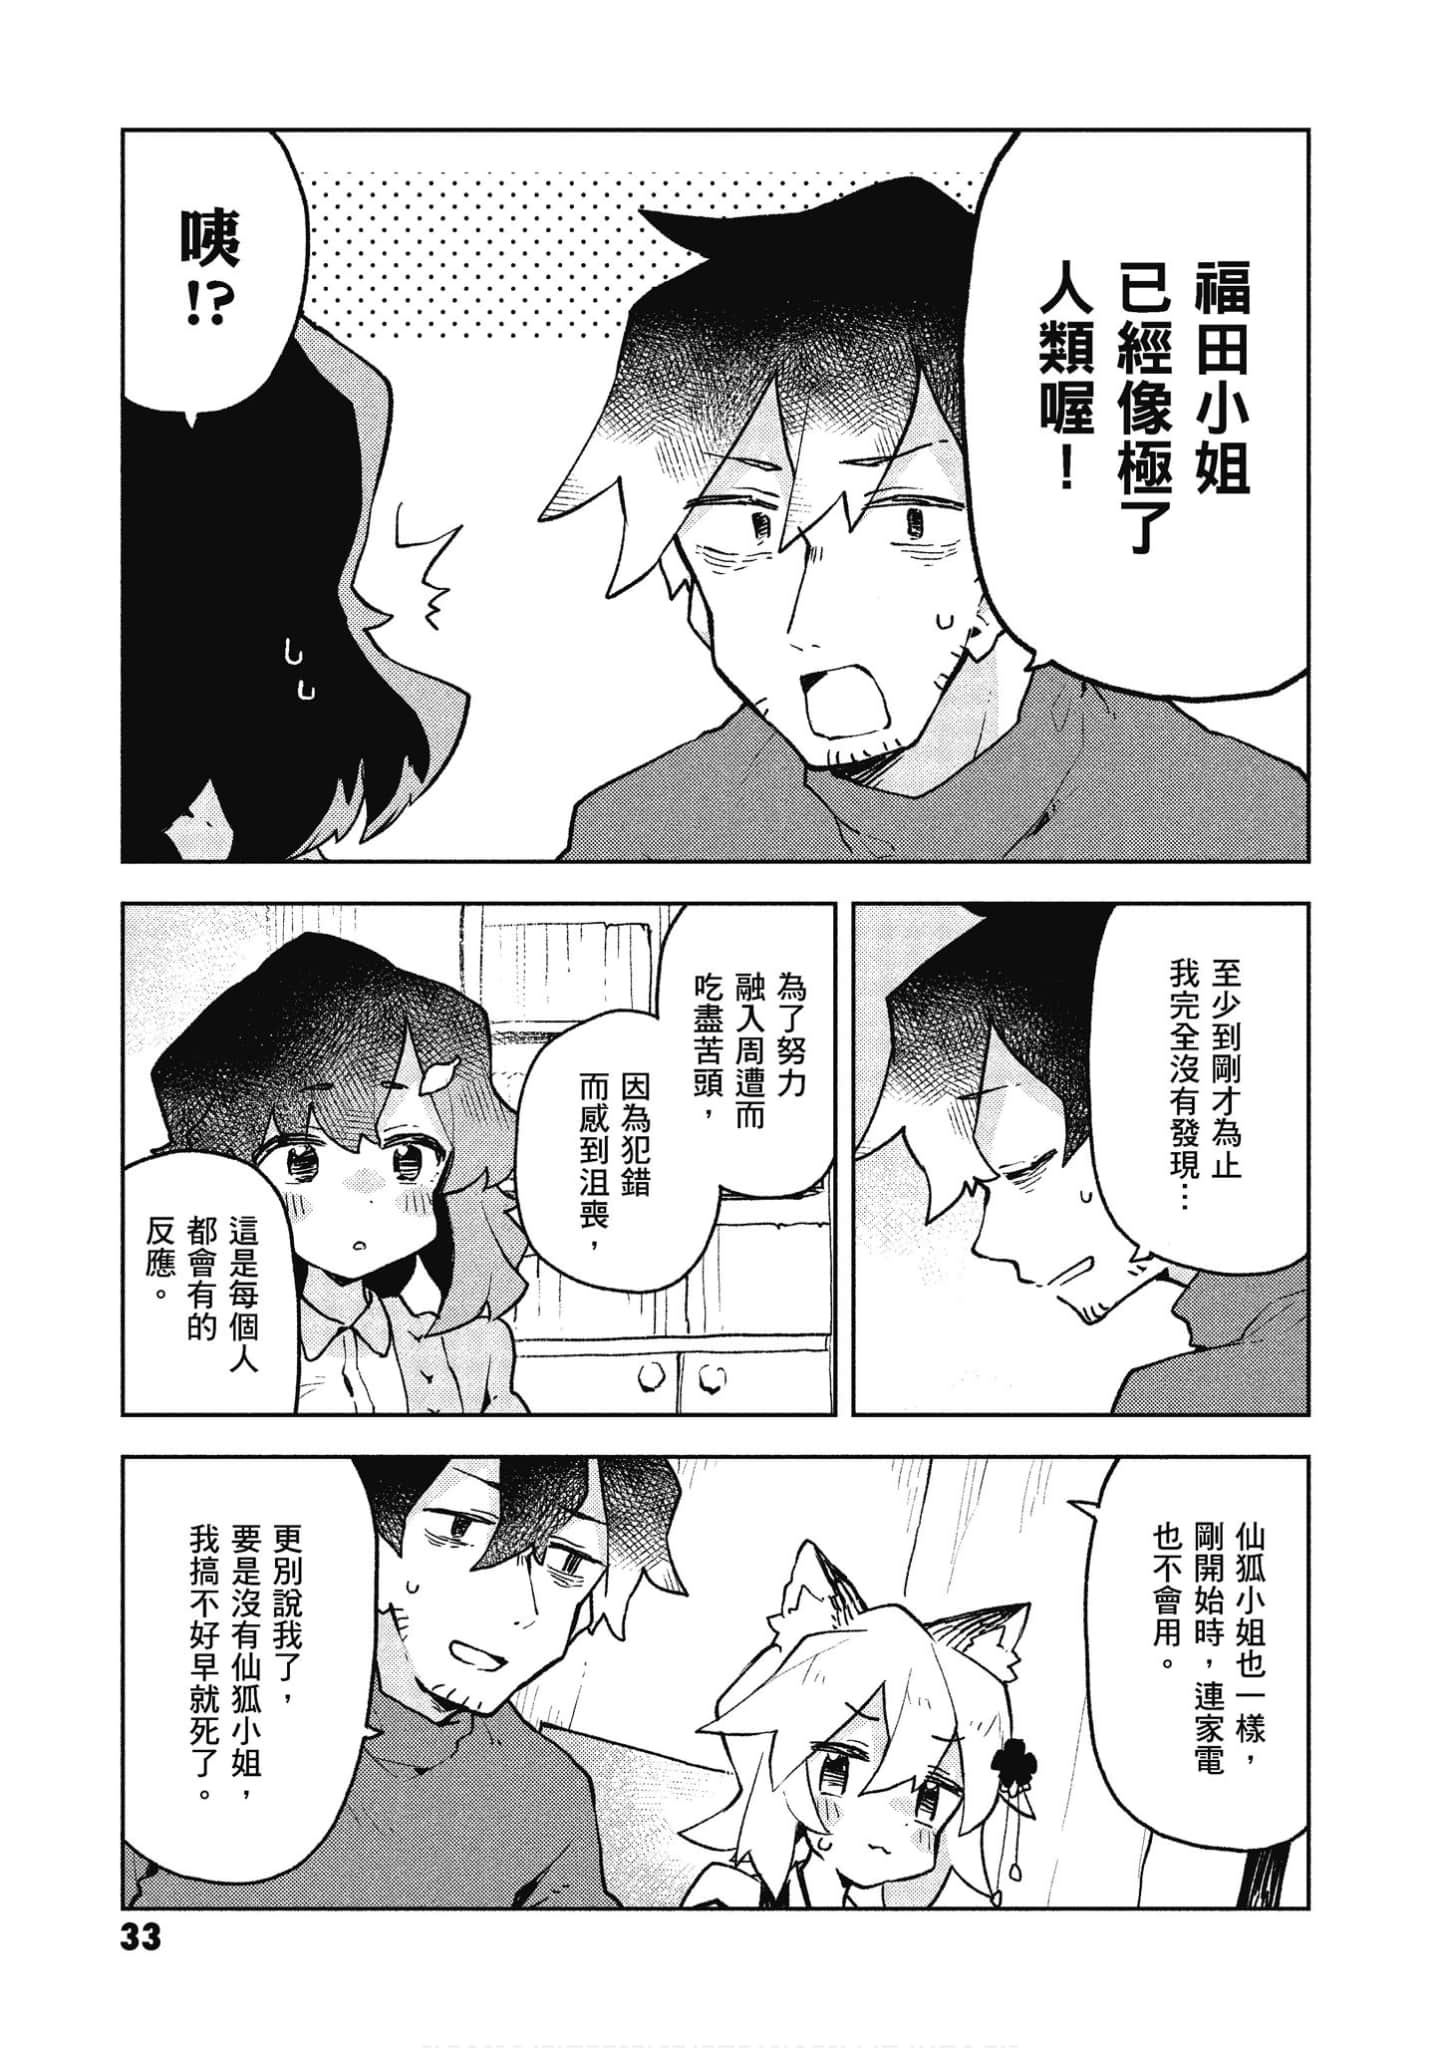 福田小姐
已經像極了
人類喔！
咦
!?
至少到剛才為止
我完全沒有發現…
為了努力
融入周遭而
吃盡苦頭，
因為犯錯
而感到沮喪，
這是每個人
都會有的
反應。
仙狐小姐也一樣，
剛開始時，連家電
也不會用。
更別說我了，
要是沒有仙狐小姐，
我搞不好早就死了。
33